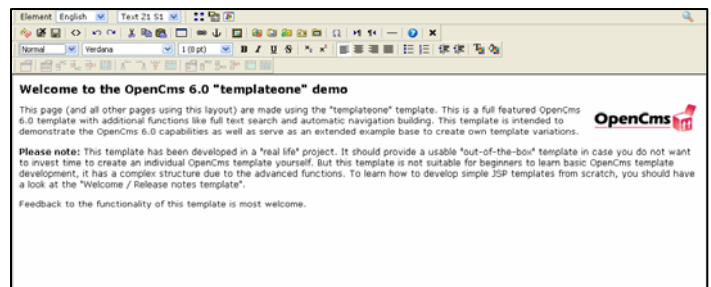 Element English Text Z1 S1
Normal Verdana 1 (8 pt)
Welcome to the OpenCms 6.0 "templateone" demo
This page (and all other pages using this layout) are made using the "templateone" template. This is a full featured OpenCms
6.0 template with additional functions like full text search and automatic navigation building. This template is intended to
demonstrate the OpenCms 6.0 capabilities as well as serve as an extended example base to create own template variations.
OpenCms
Please note: This template has been developed in a "real life" project. It should provide a usable "out-of-the-box" template in case you do not want
to invest time to create an individual OpenCms template yourself. But this template is not suitable for beginners to learn basic OpenCms template
development, it has a complex structure due to the advanced functions. To learn how to develop simple JSP templates from scratch, you should have
a look at the "Welcome / Release notes template".
Feedback to the functionality of this template is most welcome.